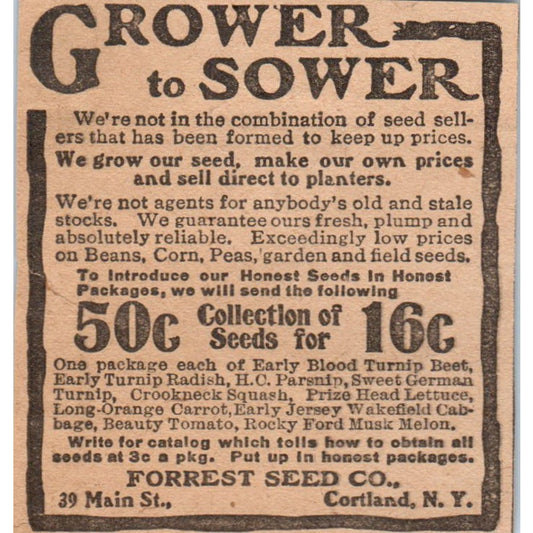 GROWER
to SOWER
We're not in the combination of seed sell-
ers that has been formed to keep up prices.
We grow our seed, make our own prices
and sell direct to planters.
We're not agents for anybody's old and stale
stocks. We guarantee ours fresh, plump and
absolutely reliable. Exceedingly low prices
on Beans, Corn, Peas, garden and field seeds.
To Introduce our Honest Seeds in Honest
Packages, we will send the following
50c Collection of Seeds for 16c
One package each of Early Blood Turnip Beet,
Early Turnip Radish, H.C. Parsnip, Sweet German
Turnip, Crookneck Squash, Prize Head Lettuce,
Long-Orange Carrot, Early Jersey Wakefield Cab-
bage, Beauty Tomato, Rocky Ford Musk Melon.
Write for catalog which tells how to obtain all
seeds at 3c a pkg. Put up in honest packages.
FORREST SEED CO.,
39 Main St., Cortland, N. Y.